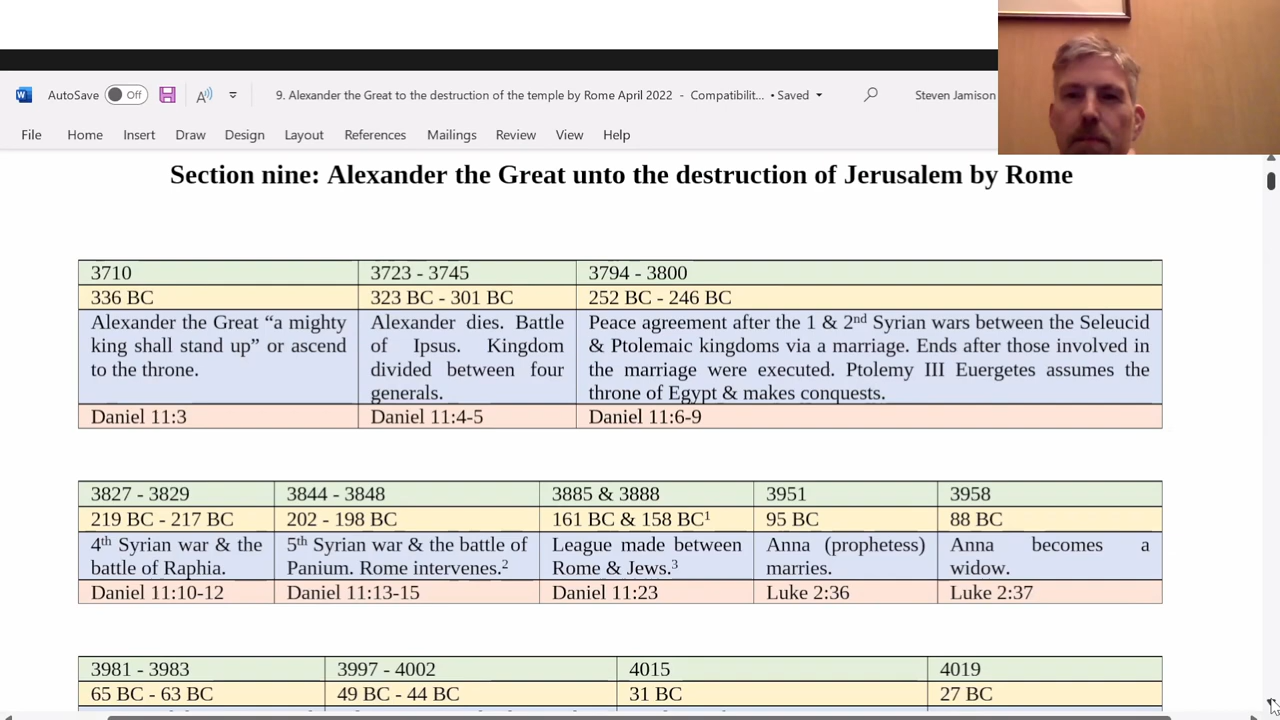 AutoSave Off 9. Alexander the Great to the destruction of the temple by Rome April 2022 - Compatibilit... • Saved Steven Jamison
File Home Insert Draw Design Layout References Mailings Review View Help
Section nine: Alexander the Great unto the destruction of Jerusalem by Rome
3710 3723 - 3745 3794 - 3800
336 BC 323 BC - 301 BC 252 BC - 246 BC
Alexander the Great “a mighty
king shall stand up” or ascend
to the throne.
Alexander dies. Battle
of Ipsus. Kingdom
divided between four
generals.
Peace agreement after the 1 & 2nd Syrian wars between the Seleucid
& Ptolemaic kingdoms via a marriage. Ends after those involved in
the marriage were executed. Ptolemy III Euergetes assumes the
throne of Egypt & makes conquests.
Daniel 11:3 Daniel 11:4-5 Daniel 11:6-9
3827 - 3829 3844 - 3848 3885 & 3888 3951 3958
219 BC - 217 BC 202 - 198 BC 161 BC & 158 BC1 95 BC 88 BC
4th Syrian war & the
battle of Raphia.
5th Syrian war & the battle of
Panium. Rome intervenes.2
League made between
Rome & Jews.3
Anna (prophetess)
marries.
Anna becomes a
widow.
Daniel 11:10-12 Daniel 11:13-15 Daniel 11:23 Luke 2:36 Luke 2:37
3981 - 3983 3997 - 4002 4015 4019
65 BC - 63 BC 49 BC - 44 BC 31 BC 27 BC